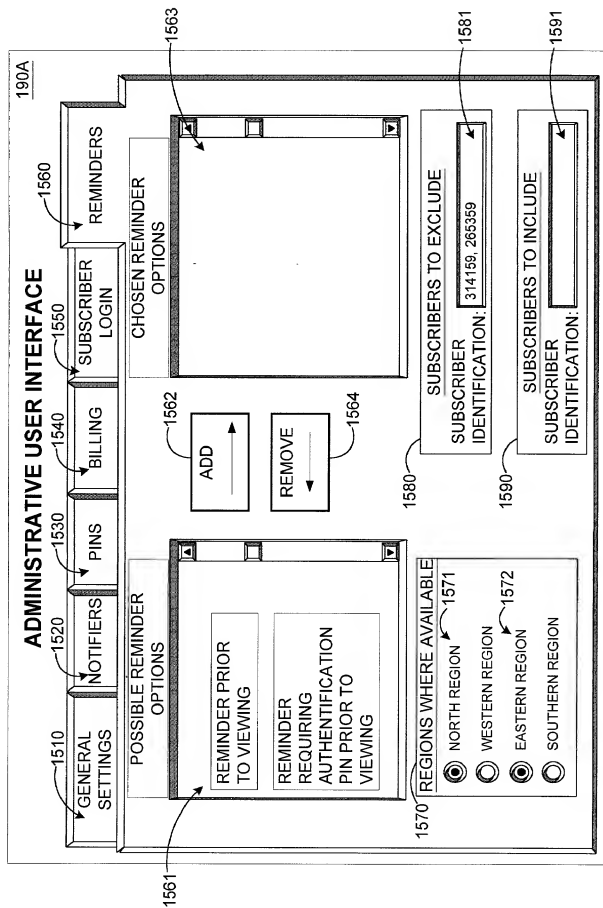 190A
ADMINISTRATIVE USER INTERFACE
1510
1520
1530
1540
1550
1560
GENERAL
SETTINGS
NOTIFIERS
PINS
BILLING
SUBSCRIBER
LOGIN
REMINDERS
POSSIBLE REMINDER
OPTIONS
1561
REMINDER PRIOR
TO VIEWING
REMINDER
REQUIRING
AUTHENTIFICATION
PIN PRIOR TO
VIEWING
1562
ADD
REMOVE
1564
CHOSEN REMINDER
OPTIONS
1563
1570
REGIONS WHERE AVAILABLE
NORTH REGION
1571
WESTERN REGION
EASTERN REGION
1572
SOUTHERN REGION
1580
SUBSCRIBERS TO EXCLUDE
SUBSCRIBER
IDENTIFICATION:
314159, 265359
1581
1590
SUBSCRIBERS TO INCLUDE
SUBSCRIBER
IDENTIFICATION:
1591